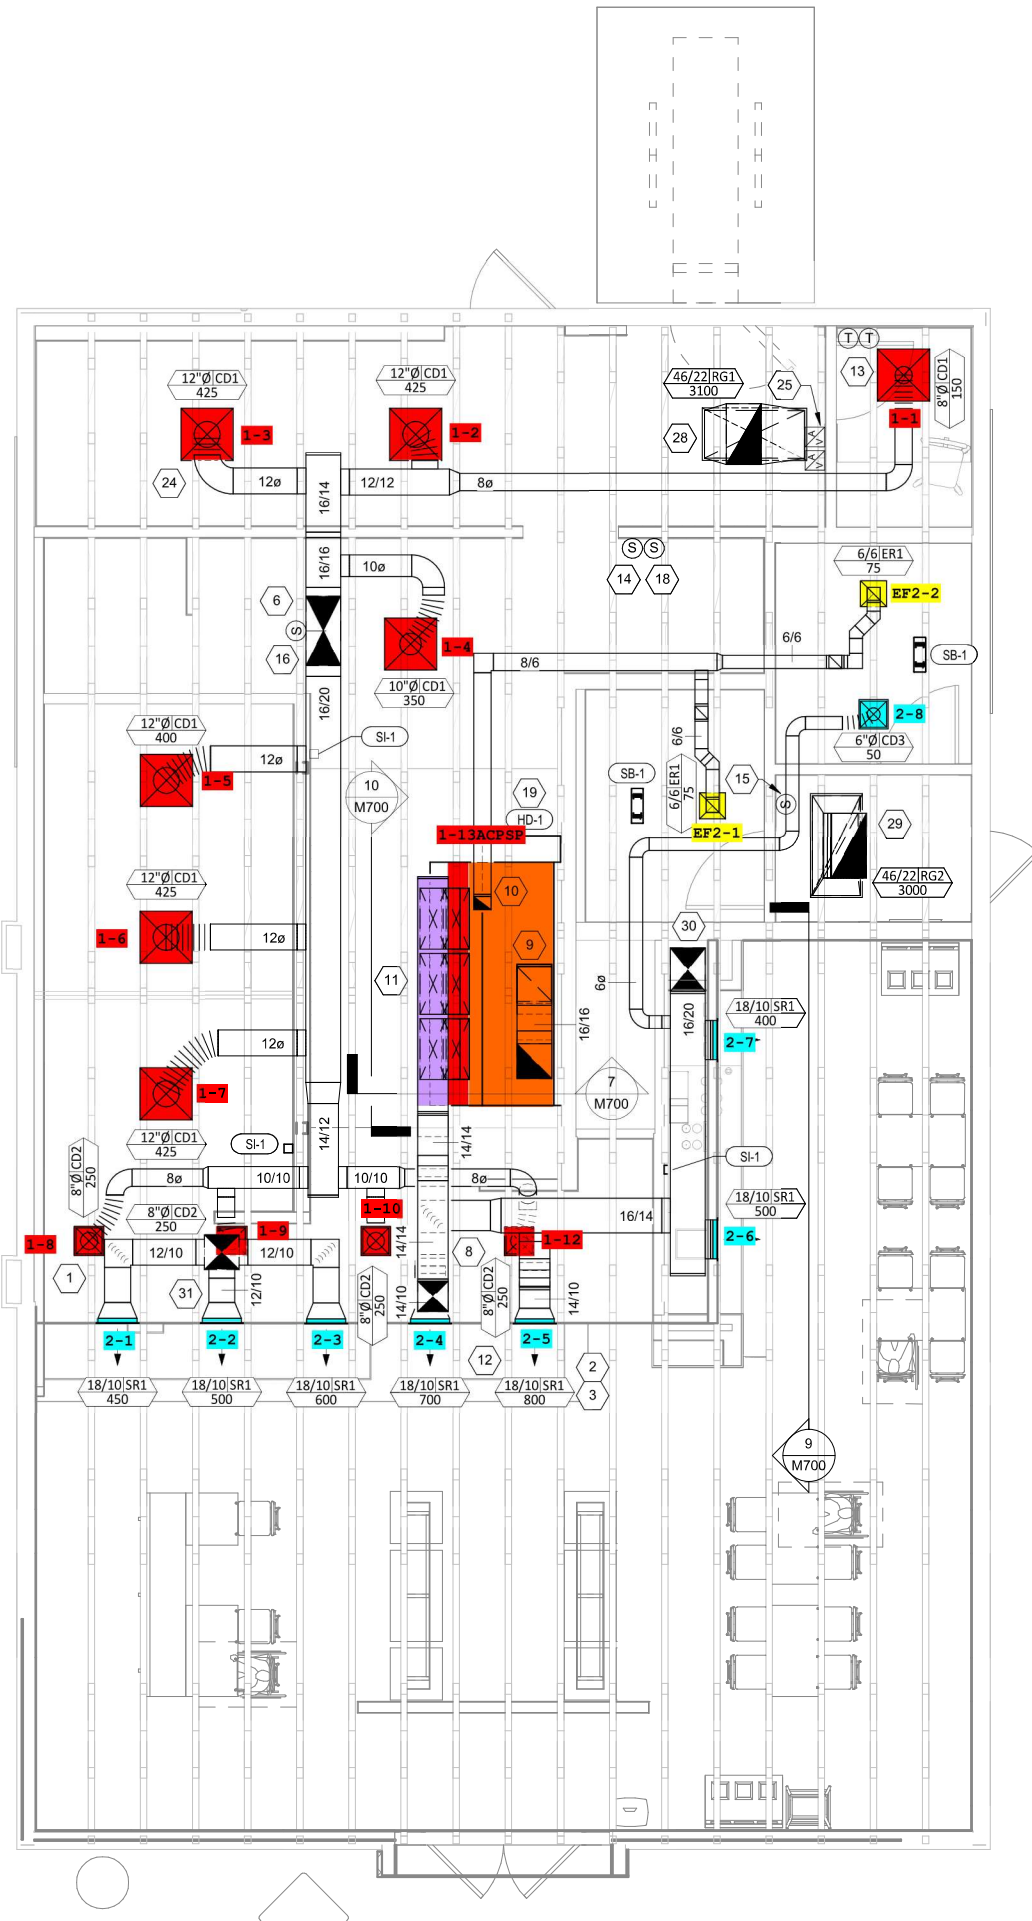 T T
13
8"Ø CD1
150
1-1
12"Ø CD1
425
12"Ø CD1
425
46/22 RG1
3100
25
28
A V
A V
1-3
1-2
24
12ø
16/14
12/12
8ø
16/16
10ø
S S
14 18
6/6 ER1
75
EF2-2
6
S
16
1-4
8/6
6/6
SB-1
10"Ø CD1
350
16/20
12"Ø CD1
400
SI-1
2-8
6"Ø CD3
50
6/6
12ø
1-5
10
M700
19
HD-1
SB-1
6/6 ER1
75
15
S
EF2-1
29
1-13ACPSP
46/22 RG2
3000
12"Ø CD1
425
10
1-6
12ø
9
30
11
6ø
16/20
18/10 SR1
400
16/16
2-7
12ø
1-7
7
M700
12"Ø CD1
425
14/12
14/14
SI-1
SI-1
8"Ø CD2
250
8ø
10/10
10/10
8ø
18/10 SR1
500
8"Ø CD2
250
1-10
16/14
1-8
1-9
14/14
8
1-12
2-6
12/10
12/10
1
31
12/10
8"Ø CD2
250
14/10
8"Ø CD2
250
14/10
2-1
2-2
2-3
2-4
2-5
12
2
3
18/10 SR1
450
18/10 SR1
500
18/10 SR1
600
18/10 SR1
700
18/10 SR1
800
9
M700